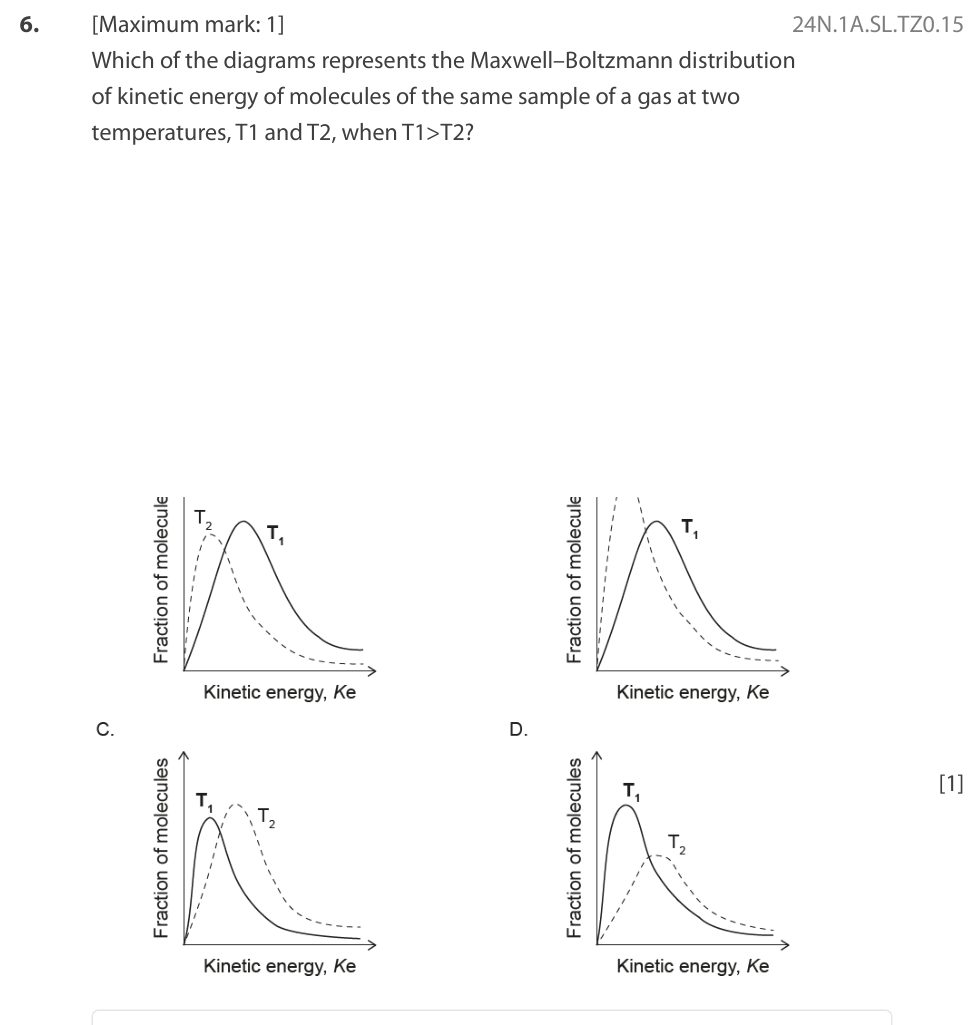 6. [Maximum mark: 1] 24N.1A.SL.TZ0.15
Which of the diagrams represents the Maxwell–Boltzmann distribution
of kinetic energy of molecules of the same sample of a gas at two
temperatures, T1 and T2, when T1>T2?
Fraction of molecule
T2
T1
Kinetic energy, Ke
Fraction of molecule
T1
Kinetic energy, Ke
C.
Fraction of molecules
T1
T2
Kinetic energy, Ke
D.
Fraction of molecules
T1
T2
Kinetic energy, Ke
[1]